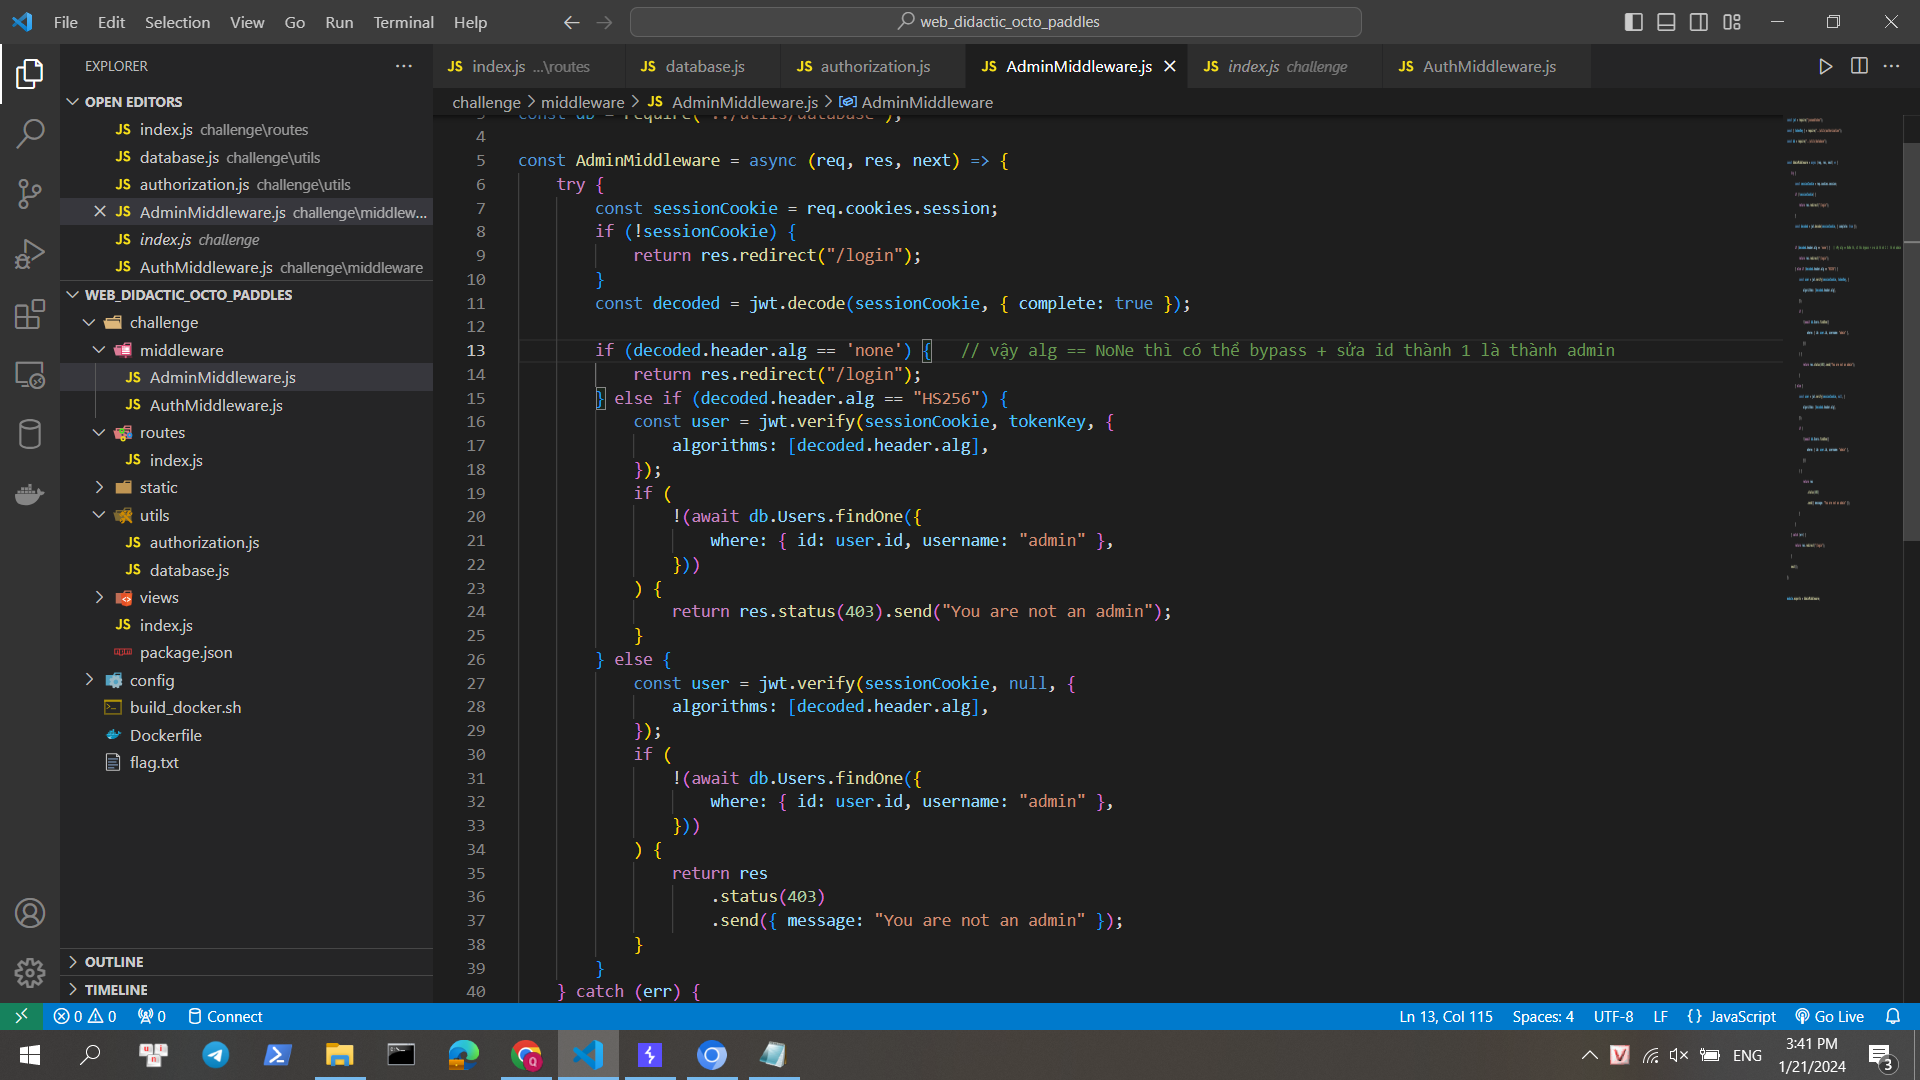 File Edit Selection View Go Run Terminal Help
web_didactic_octo_paddles
EXPLORER
OPEN EDITORS
JS index.js challenge\routes
JS database.js challenge\utils
JS authorization.js challenge\utils
JS AdminMiddleware.js challenge\middlew...
JS index.js challenge
JS AuthMiddleware.js challenge\middleware
WEB_DIDACTIC_OCTO_PADDLES
challenge
middleware
JS AdminMiddleware.js
JS AuthMiddleware.js
routes
JS index.js
static
utils
JS authorization.js
JS database.js
views
JS index.js
package.json
config
build_docker.sh
Dockerfile
flag.txt
OUTLINE
TIMELINE
JS index.js ...\routes JS database.js JS authorization.js JS AdminMiddleware.js JS index.js challenge JS AuthMiddleware.js
challenge > middleware > JS AdminMiddleware.js > AdminMiddleware
3 const db = require("../utils/database");
4
5 const AdminMiddleware = async (req, res, next) => {
6 try {
7 const sessionCookie = req.cookies.session;
8 if (!sessionCookie) {
9 return res.redirect("/login");
10 }
11 const decoded = jwt.decode(sessionCookie, { complete: true });
12
13 if (decoded.header.alg == 'none') { // vậy alg == NoNe thì có thể bypass + sửa id thành 1 là thành admin
14 return res.redirect("/login");
15 } else if (decoded.header.alg == "HS256") {
16 const user = jwt.verify(sessionCookie, tokenKey, {
17 algorithms: [decoded.header.alg],
18 });
19 if (
20 !(await db.Users.findOne({
21 where: { id: user.id, username: "admin" },
22 }))
23 ) {
24 return res.status(403).send("You are not an admin");
25 }
26 } else {
27 const user = jwt.verify(sessionCookie, null, {
28 algorithms: [decoded.header.alg],
29 });
30 if (
31 !(await db.Users.findOne({
32 where: { id: user.id, username: "admin" },
33 }))
34 ) {
35 return res
36 .status(403)
37 .send({ message: "You are not an admin" });
38 }
39 }
40 } catch (err) {
0 0 0 Connect
Ln 13, Col 115 Spaces: 4 UTF-8 LF {} JavaScript Go Live
ENG
3:41 PM
1/21/2024
3